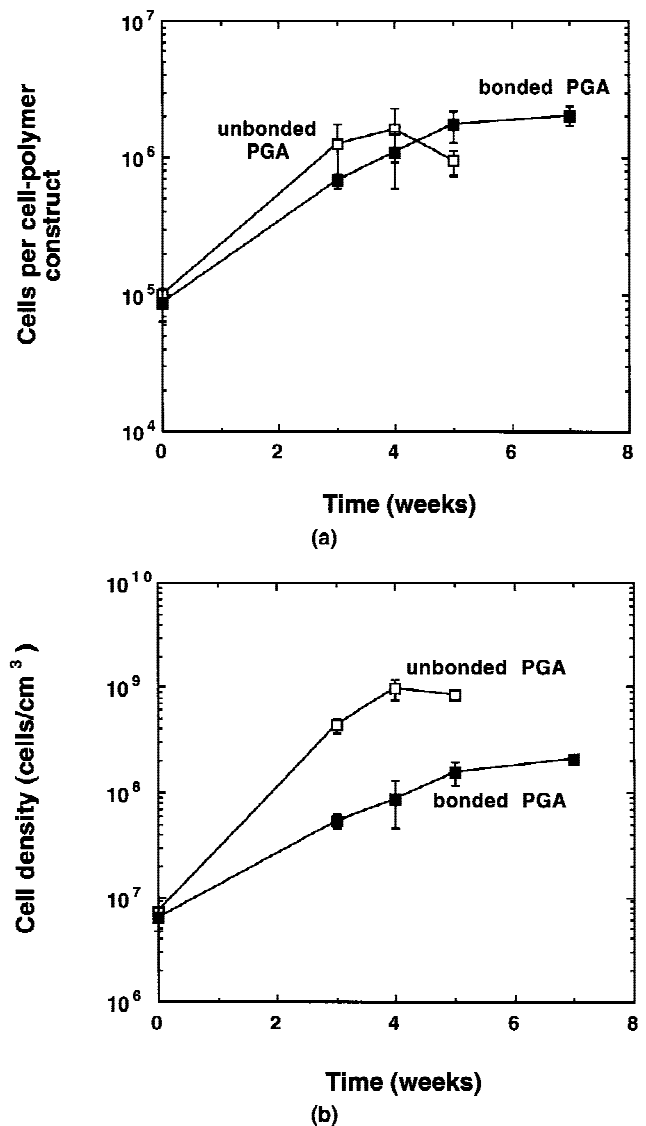 10^7
bonded PGA
unbonded
PGA
10^6
Cells per cell-polymer
construct
10^5
10^4
0 2 4 6 8
Time (weeks)
(a)
10^10
unbonded PGA
10^9
10^8
bonded PGA
Cell density (cells/cm^3)
10^7
10^6
0 2 4 6 8
Time (weeks)
(b)